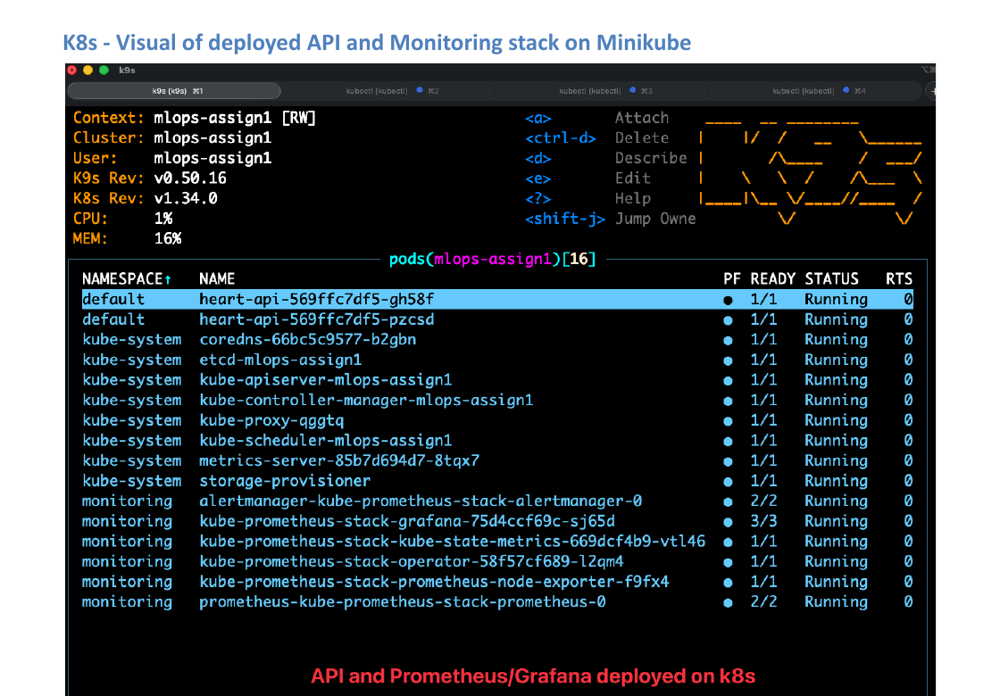 K8s - Visual of deployed API and Monitoring stack on Minikube
k9s
k9s (k9s) ⌘1 kubectl (kubectl) ⌘2 kubectl (kubectl) ⌘3 kubectl (kubectl) ⌘4
Context: mlops-assign1 [RW] <a> Attach
Cluster: mlops-assign1 <ctrl-d> Delete
User: mlops-assign1 <d> Describe
K9s Rev: v0.50.16 <e> Edit
K8s Rev: v1.34.0 <?> Help
CPU: 1% <shift-j> Jump Owne
MEM: 16%
pods(mlops-assign1)[16]
NAMESPACE↑ NAME PF READY STATUS RTS
default heart-api-569ffc7df5-gh58f ● 1/1 Running 0
default heart-api-569ffc7df5-pzcsd ● 1/1 Running 0
kube-system coredns-66bc5c9577-b2gbn ● 1/1 Running 0
kube-system etcd-mlops-assign1 ● 1/1 Running 0
kube-system kube-apiserver-mlops-assign1 ● 1/1 Running 0
kube-system kube-controller-manager-mlops-assign1 ● 1/1 Running 0
kube-system kube-proxy-qggtq ● 1/1 Running 0
kube-system kube-scheduler-mlops-assign1 ● 1/1 Running 0
kube-system metrics-server-85b7d694d7-8tqx7 ● 1/1 Running 0
kube-system storage-provisioner ● 1/1 Running 0
monitoring alertmanager-kube-prometheus-stack-alertmanager-0 ● 2/2 Running 0
monitoring kube-prometheus-stack-grafana-75d4ccf69c-sj65d ● 3/3 Running 0
monitoring kube-prometheus-stack-kube-state-metrics-669dcf4b9-vtl46 ● 1/1 Running 0
monitoring kube-prometheus-stack-operator-58f57cf689-l2qm4 ● 1/1 Running 0
monitoring kube-prometheus-stack-prometheus-node-exporter-f9fx4 ● 1/1 Running 0
monitoring prometheus-kube-prometheus-stack-prometheus-0 ● 2/2 Running 0
API and Prometheus/Grafana deployed on k8s